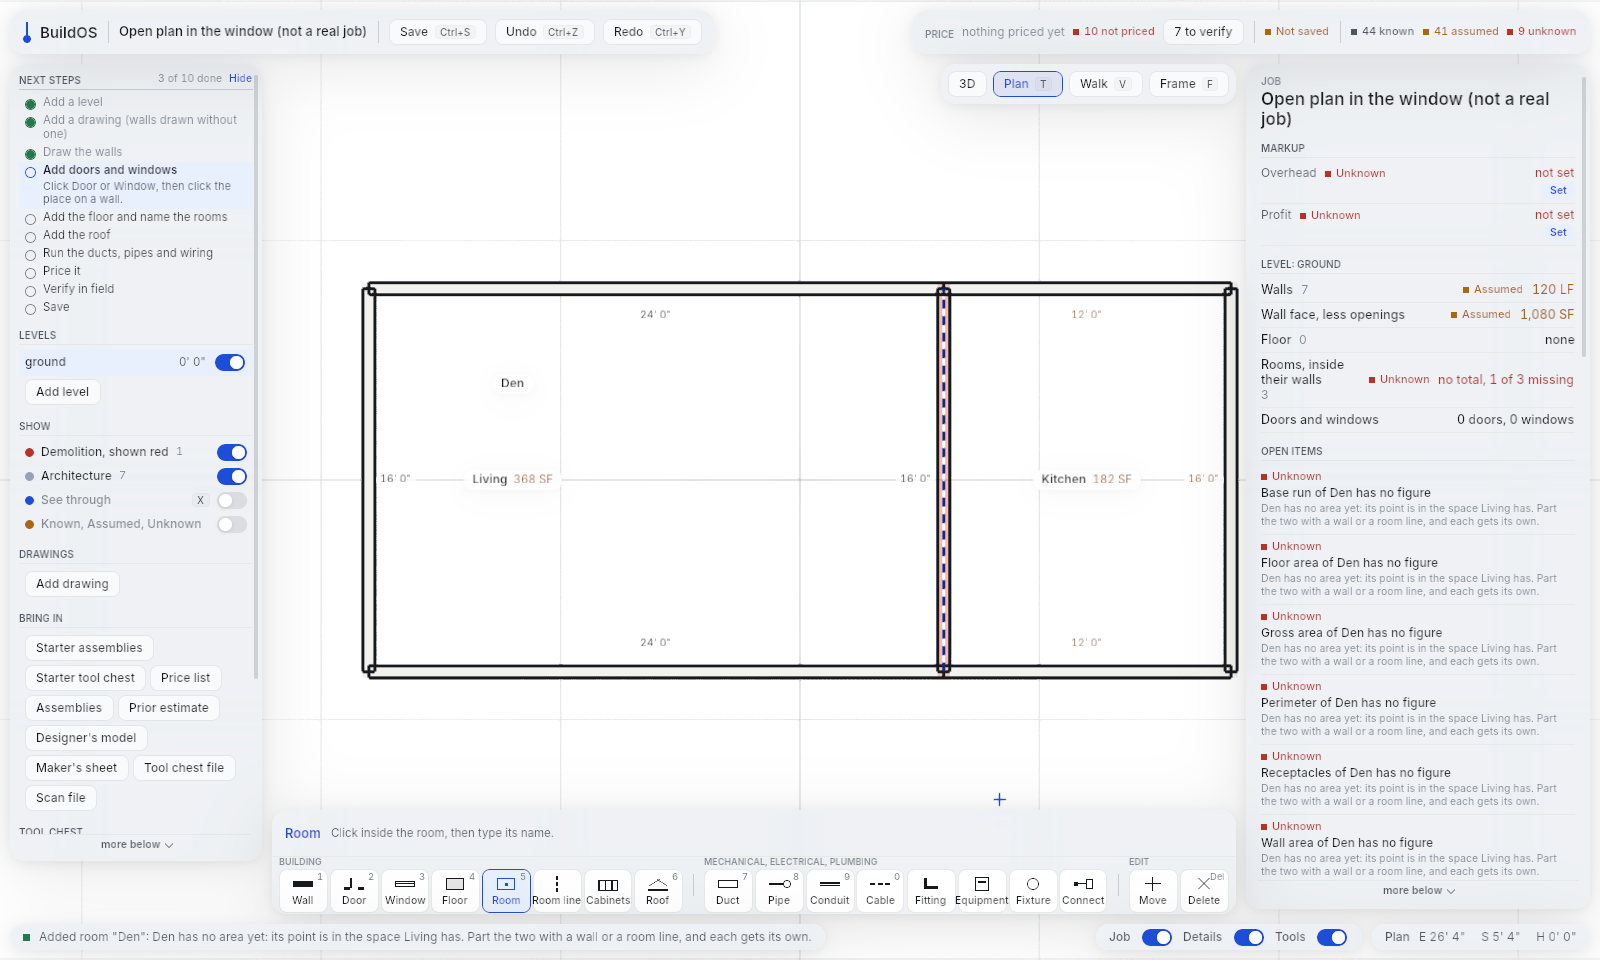 BuildOS
Open plan in the window (not a real job)
Save Ctrl+S
Undo Ctrl+Z
Redo Ctrl+Y
PRICE nothing priced yet 10 not priced 7 to verify Not saved 44 known 41 assumed 9 unknown
NEXT STEPS 3 of 10 done Hide
Add a level
Add a drawing (walls drawn without
one)
Draw the walls
Add doors and windows
Click Door or Window, then click the
place on a wall.
Add the floor and name the rooms
Add the roof
Run the ducts, pipes and wiring
Price it
Verify in field
Save
LEVELS
ground 0' 0"
Add level
SHOW
Demolition, shown red 1
Architecture 7
See through X
Known, Assumed, Unknown
DRAWINGS
Add drawing
BRING IN
Starter assemblies
Starter tool chest Price list
Assemblies Prior estimate
Designer's model
Maker's sheet Tool chest file
Scan file
TOOL CHEST
more below
3D Plan T Walk V Frame F
24' 0" 12' 0"
Den
16' 0" Living 368 SF 16' 0" Kitchen 182 SF 16' 0"
24' 0" 12' 0"
Room Click inside the room, then type its name.
BUILDING MECHANICAL, ELECTRICAL, PLUMBING EDIT
1 2 3 4 5 6 7 8 9 0 Del
Wall Door Window Floor Room Room line Cabinets Roof Duct Pipe Conduit Cable Fitting Equipment Fixture Connect Move Delete
JOB
Open plan in the window (not a real
job)
MARKUP
Overhead Unknown not set
Set
Profit Unknown not set
Set
LEVEL: GROUND
Walls 7 Assumed 120 LF
Wall face, less openings Assumed 1,080 SF
Floor 0 none
Rooms, inside
their walls Unknown no total, 1 of 3 missing
3
Doors and windows 0 doors, 0 windows
OPEN ITEMS
Unknown
Base run of Den has no figure
Den has no area yet: its point is in the space Living has. Part
the two with a wall or a room line, and each gets its own.
Unknown
Floor area of Den has no figure
Den has no area yet: its point is in the space Living has. Part
the two with a wall or a room line, and each gets its own.
Unknown
Gross area of Den has no figure
Den has no area yet: its point is in the space Living has. Part
the two with a wall or a room line, and each gets its own.
Unknown
Perimeter of Den has no figure
Den has no area yet: its point is in the space Living has. Part
the two with a wall or a room line, and each gets its own.
Unknown
Receptacles of Den has no figure
Den has no area yet: its point is in the space Living has. Part
the two with a wall or a room line, and each gets its own.
Unknown
Wall area of Den has no figure
Den has no area yet: its point is in the space Living has. Part
the two with a wall or a room line, and each gets its own.
more below
Added room "Den": Den has no area yet: its point is in the space Living has. Part the two with a wall or a room line, and each gets its own.
Job Details Tools
Plan E 26' 4" S 5' 4" H 0' 0"